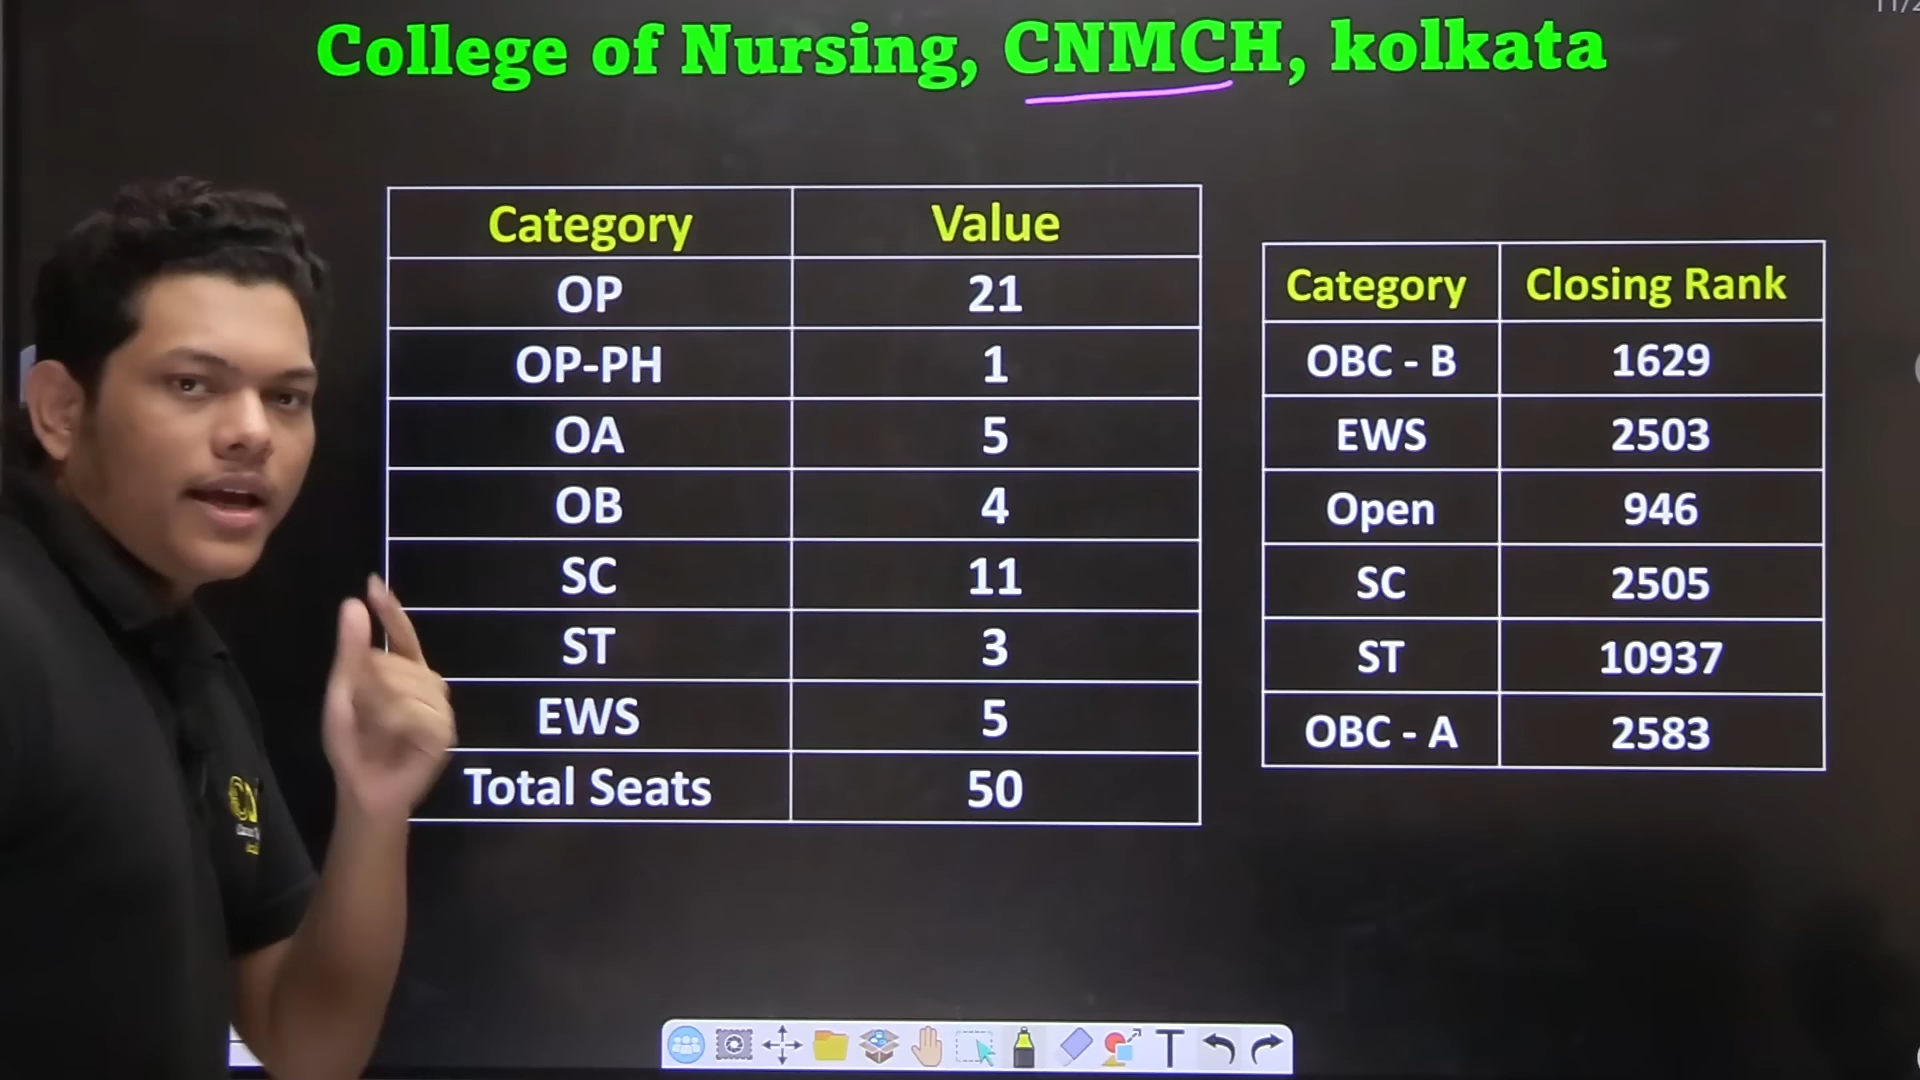 College of Nursing, CNMCH, kolkata
Category Value
OP 21
OP-PH 1
OA 5
OB 4
SC 11
ST 3
EWS 5
Total Seats 50
Category Closing Rank
OBC - B 1629
EWS 2503
Open 946
SC 2505
ST 10937
OBC - A 2583
T